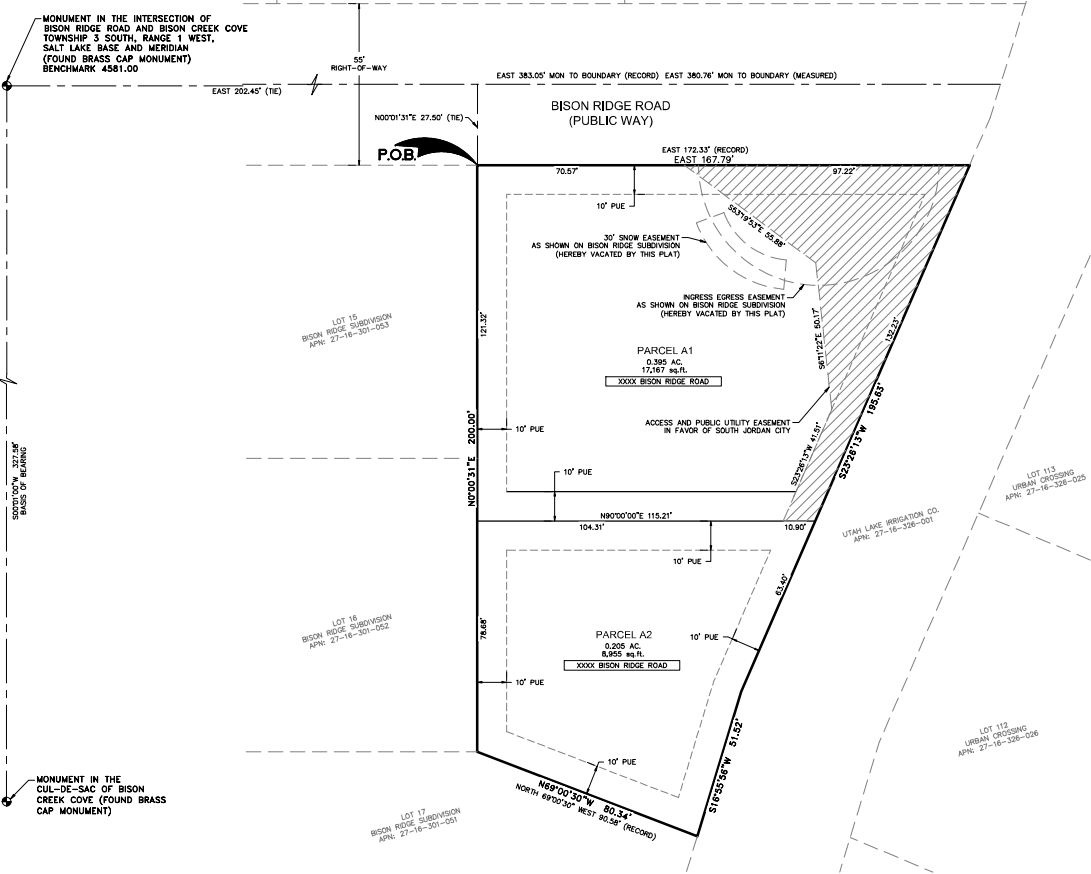 MONUMENT IN THE INTERSECTION OF
BISON RIDGE ROAD AND BISON CREEK COVE
TOWNSHIP 3 SOUTH, RANGE 1 WEST,
SALT LAKE BASE AND MERIDIAN
(FOUND BRASS CAP MONUMENT)
BENCHMARK 4581.00
55'
RIGHT-OF-WAY
EAST 202.45' (TIE)
EAST 383.05' MON TO BOUNDARY (RECORD) EAST 380.76' MON TO BOUNDARY (MEASURED)
BISON RIDGE ROAD
(PUBLIC WAY)
N00°01'31"E 27.50' (TIE)
P.O.B.
EAST 172.33' (RECORD)
EAST 167.79'
70.57'
97.22'
10' PUE
S53°19'53"E 55.88'
30' SNOW EASEMENT
AS SHOWN ON BISON RIDGE SUBDIVISION
(HEREBY VACATED BY THIS PLAT)
INGRESS EGRESS EASEMENT
AS SHOWN ON BISON RIDGE SUBDIVISION
(HEREBY VACATED BY THIS PLAT)
LOT 15
BISON RIDGE SUBDIVISION
APN: 27-16-301-053
121.32'
S6°11'22"E 50.17'
132.23'
PARCEL A1
0.395 AC.
17,167 sq.ft.
XXXX BISON RIDGE ROAD
ACCESS AND PUBLIC UTILITY EASEMENT
IN FAVOR OF SOUTH JORDAN CITY
S23°26'13"W 195.63'
N0°00'31"E 200.00'
10' PUE
S23°26'13"W 41.51'
10' PUE
S00°01'00"W 327.58'
BASIS OF BEARING
LOT 113
URBAN CROSSING
APN: 27-16-326-025
UTAH LAKE IRRIGATION CO.
APN: 27-16-326-001
N90°00'00"E 115.21'
104.31'
10.90'
10' PUE
63.40'
LOT 16
BISON RIDGE SUBDIVISION
APN: 27-16-301-052
78.68'
PARCEL A2
0.205 AC.
8,955 sq.ft.
XXXX BISON RIDGE ROAD
10' PUE
10' PUE
S16°55'56"W 51.52'
LOT 112
URBAN CROSSING
APN: 27-16-326-026
10' PUE
N69°00'30"W 80.34'
NORTH 69°00'30" WEST 90.58' (RECORD)
MONUMENT IN THE
CUL-DE-SAC OF BISON
CREEK COVE (FOUND BRASS
CAP MONUMENT)
LOT 17
BISON RIDGE SUBDIVISION
APN: 27-16-301-051